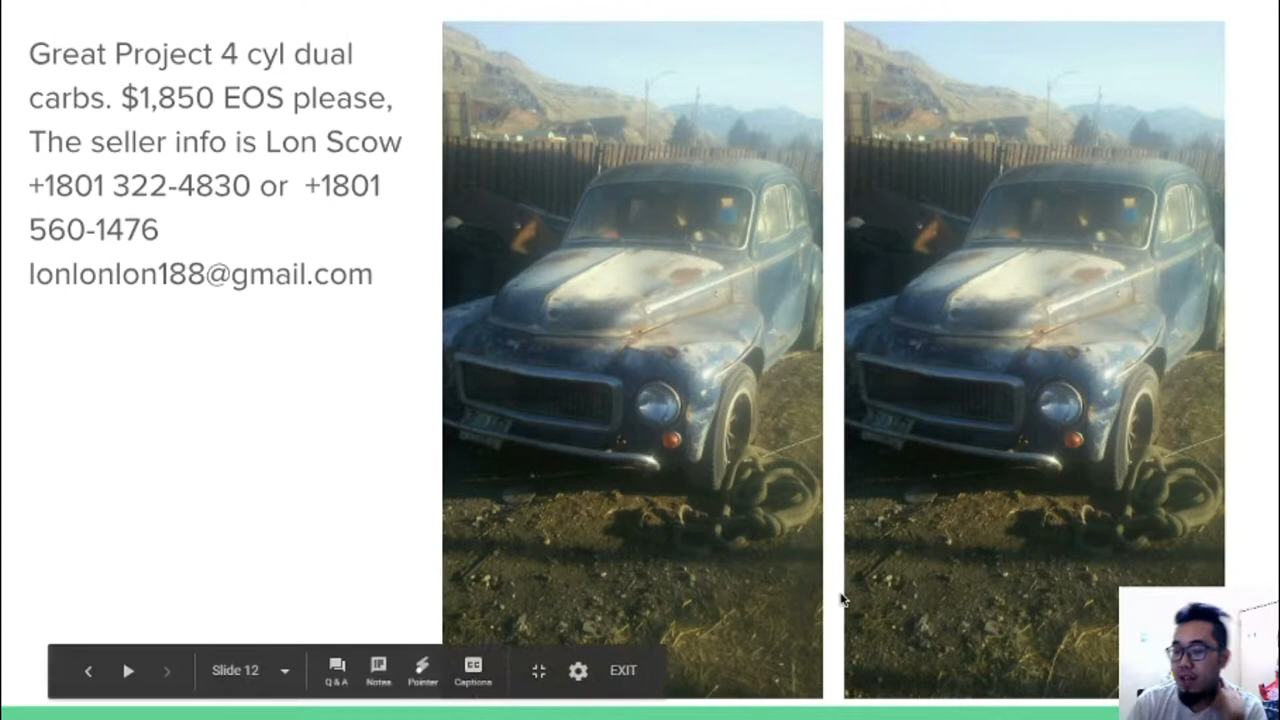 Great Project 4 cyl dual
carbs. $1,850 EOS please,
The seller info is Lon Scow
+1801 322-4830 or +1801
560-1476
lonlonlon188@gmail.com
Slide 12
Q & A
Notes
Pointer
CC
Captions
EXIT